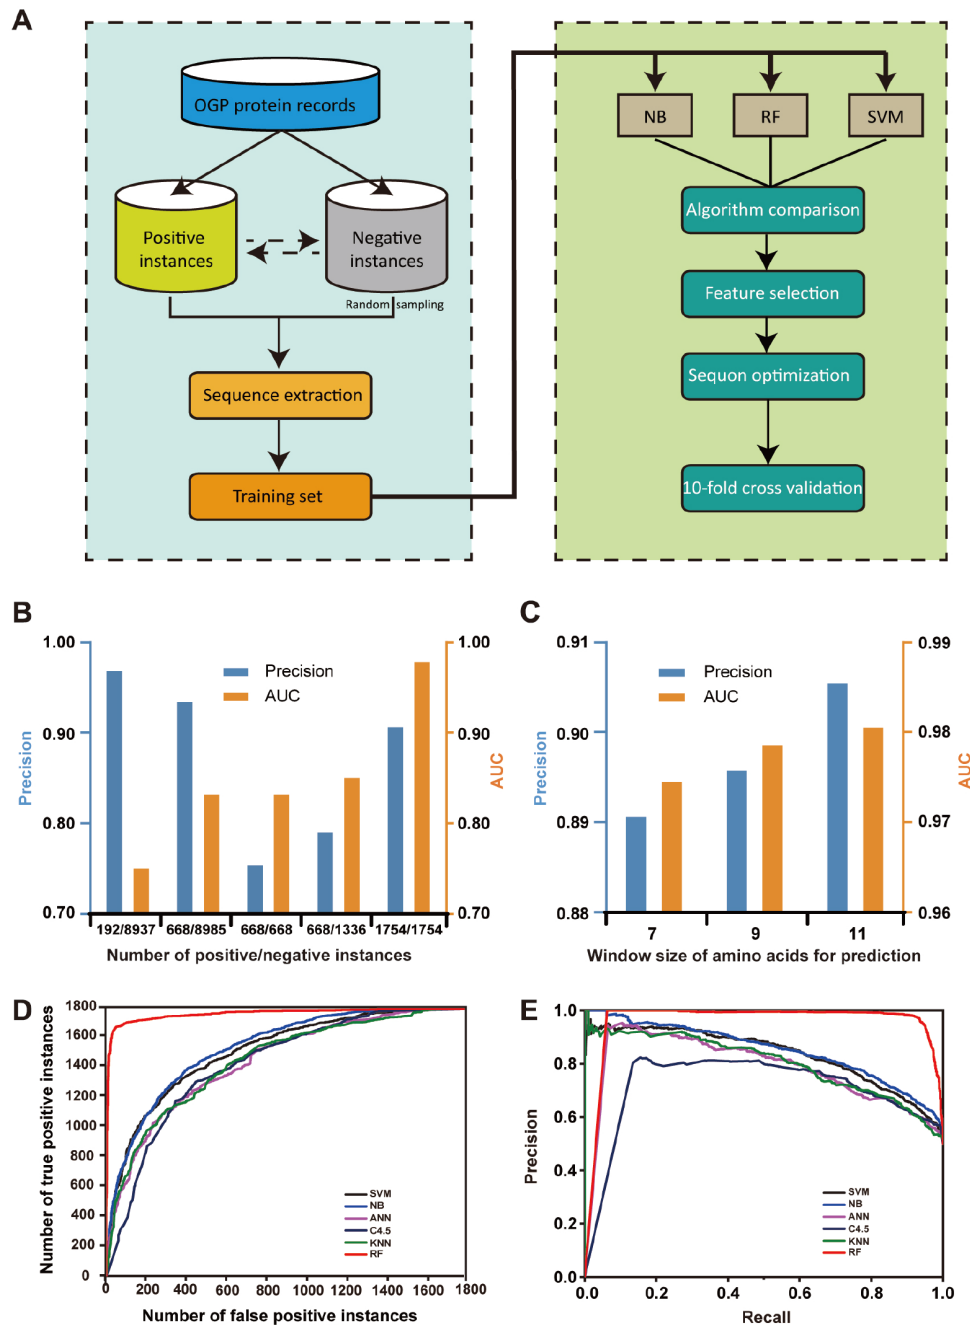 A
OGP protein records
Positive instances
Negative instances
Random sampling
Sequence extraction
Training set
NB
RF
SVM
Algorithm comparison
Feature selection
Sequon optimization
10-fold cross validation
B
1.00
0.90
0.80
0.70
Precision
Precision
AUC
1.00
0.90
0.80
0.70
AUC
192/8937
668/8985
668/668
668/1336
1754/1754
Number of positive/negative instances
C
0.91
0.90
0.89
0.88
Precision
Precision
AUC
0.99
0.98
0.97
0.96
AUC
7
9
11
Window size of amino acids for prediction
D
Number of true positive instances
1800
1600
1400
1200
1000
800
600
400
200
0
SVM
NB
ANN
C4.5
KNN
RF
0
200
400
600
800
1000
1200
1400
1600
1800
Number of false positive instances
E
Precision
1.0
0.8
0.6
0.4
0.2
0.0
SVM
NB
ANN
C4.5
KNN
RF
0.0
0.2
0.4
0.6
0.8
1.0
Recall